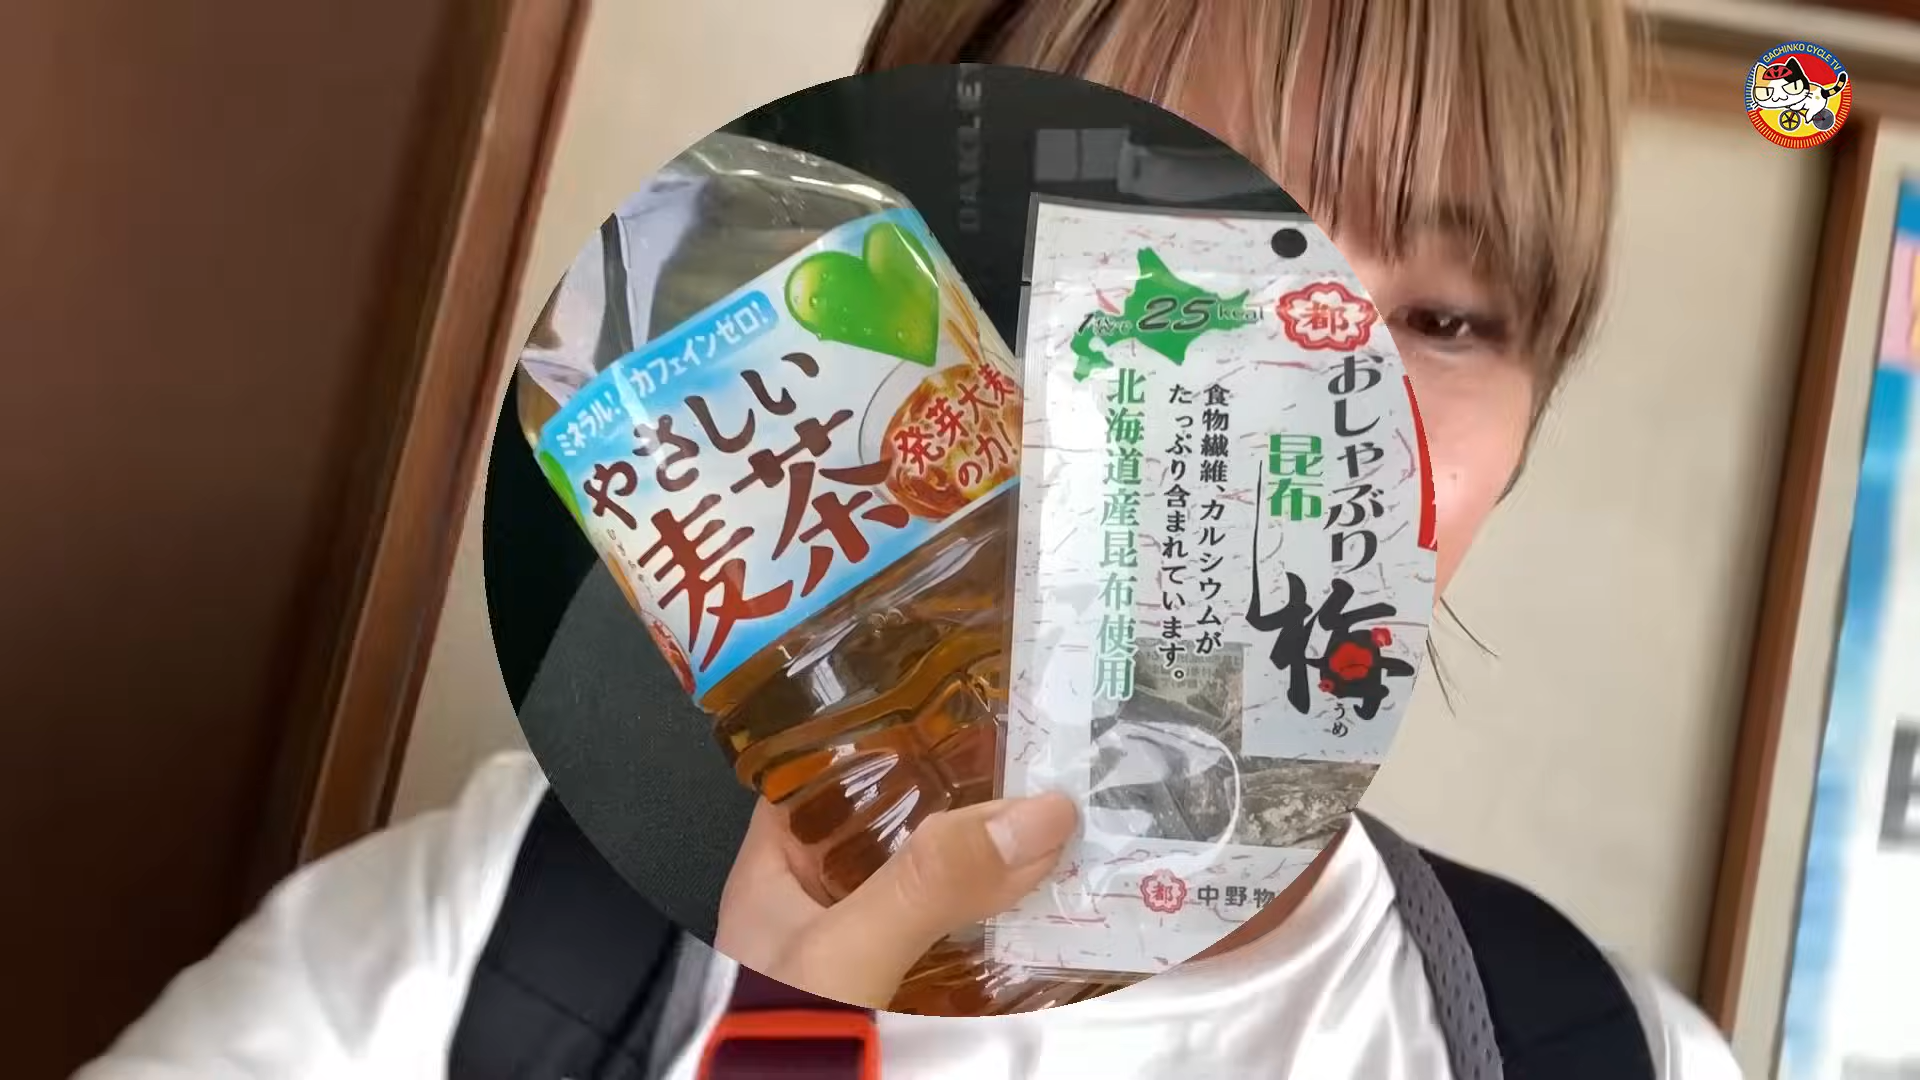 GACHINKO CYCLE TV
OAKLEY
ミネラル! カフェインゼロ!
やさしい
麦茶
発芽大麦
の力!
1袋で25kcal
都
おしゃぶり
昆布
梅
うめ
食物繊維、カルシウムが
たっぷり含まれています。
北海道産昆布使用
都 中野物